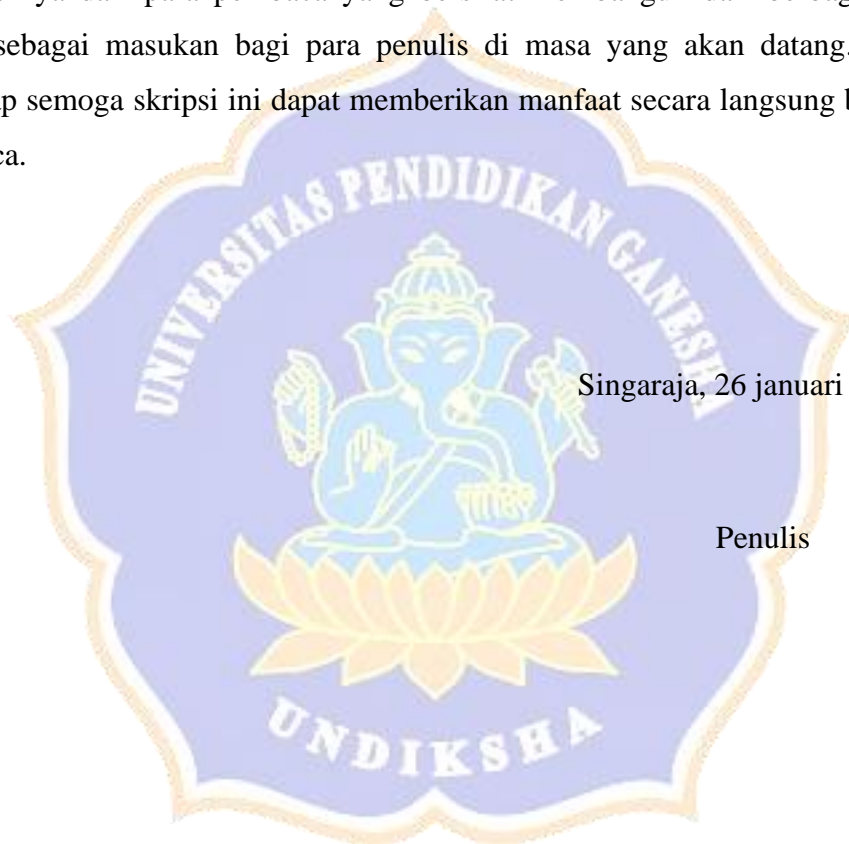 sebagai masukan bagi para penulis di masa yang akan datang.
semoga skripsi ini dapat memberikan manfaat secara langsung
UNIVERSITAS PENDIDIKAN GANESHA
Singaraja, 26 januari
Penulis
UNDIKSHA